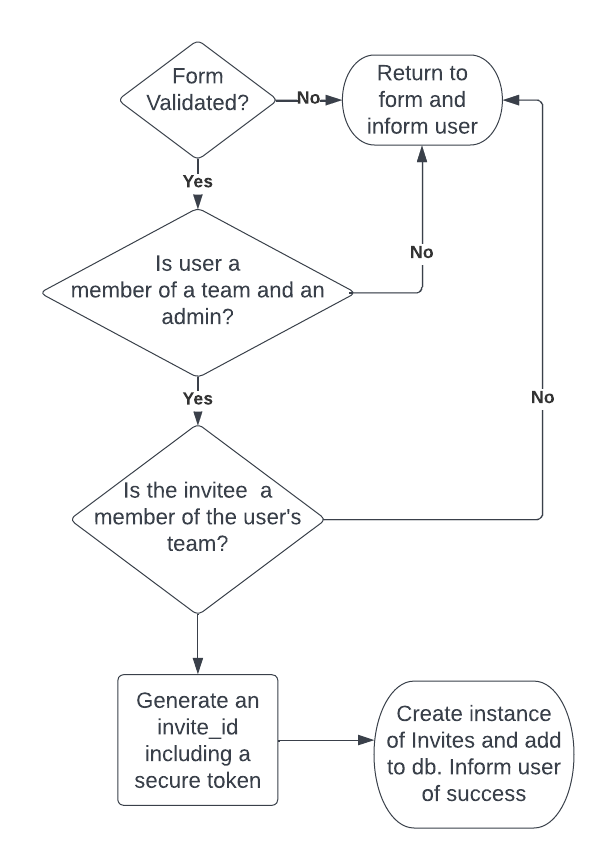 Form
Validated?
No
Return to
form and
inform user
Yes
Is user a
member of a team and an
admin?
No
Yes
No
Is the invitee  a
member of the user's
team?
Generate an
invite_id
including a
secure token
Create instance
of Invites and add
to db. Inform user
of success